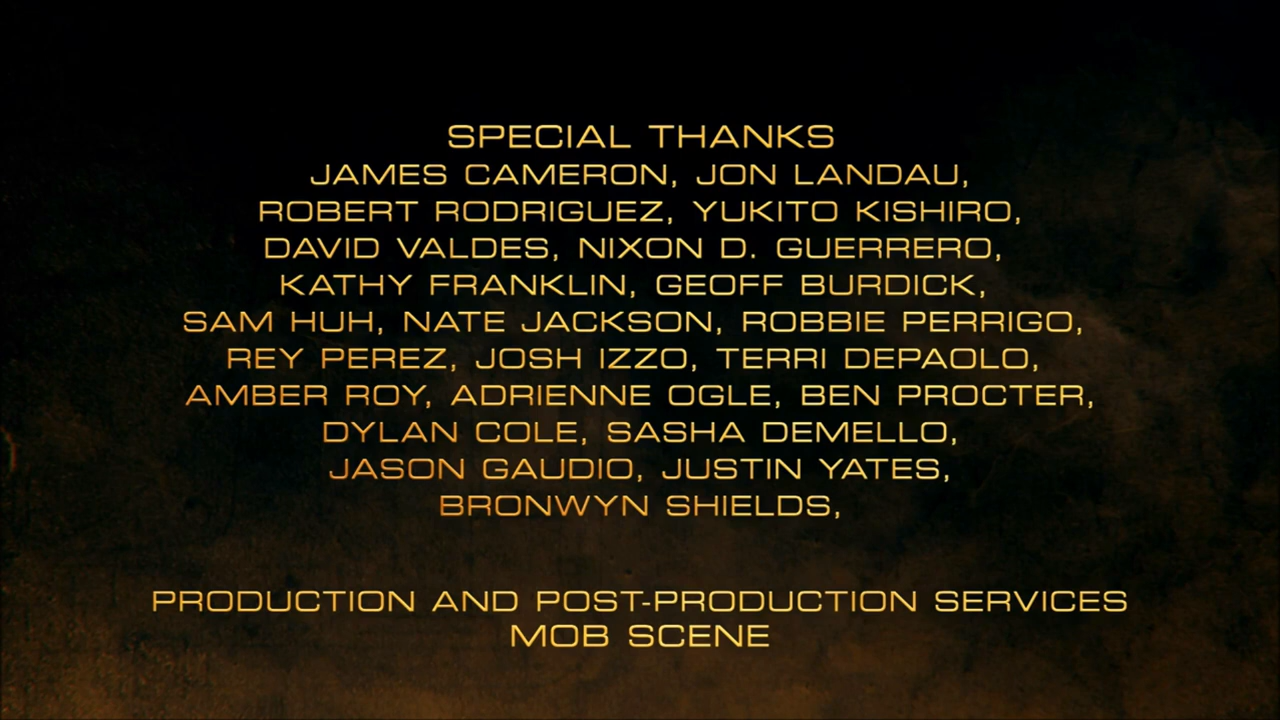 SPECIAL THANKS
JAMES CAMERON, JON LANDAU,
ROBERT RODRIGUEZ, YUKITO KISHIRO,
DAVID VALDES, NIXON D. GUERRERO,
KATHY FRANKLIN, GEOFF BURDICK,
SAM HUH, NATE JACKSON, ROBBIE PERRIGO,
REY PEREZ, JOSH IZZO, TERRI DEPAOLO,
AMBER ROY, ADRIENNE OGLE, BEN PROCTER,
DYLAN COLE, SASHA DEMELLO,
JASON GAUDIO, JUSTIN YATES,
BRONWYN SHIELDS,
PRODUCTION AND POST-PRODUCTION SERVICES
MOB SCENE